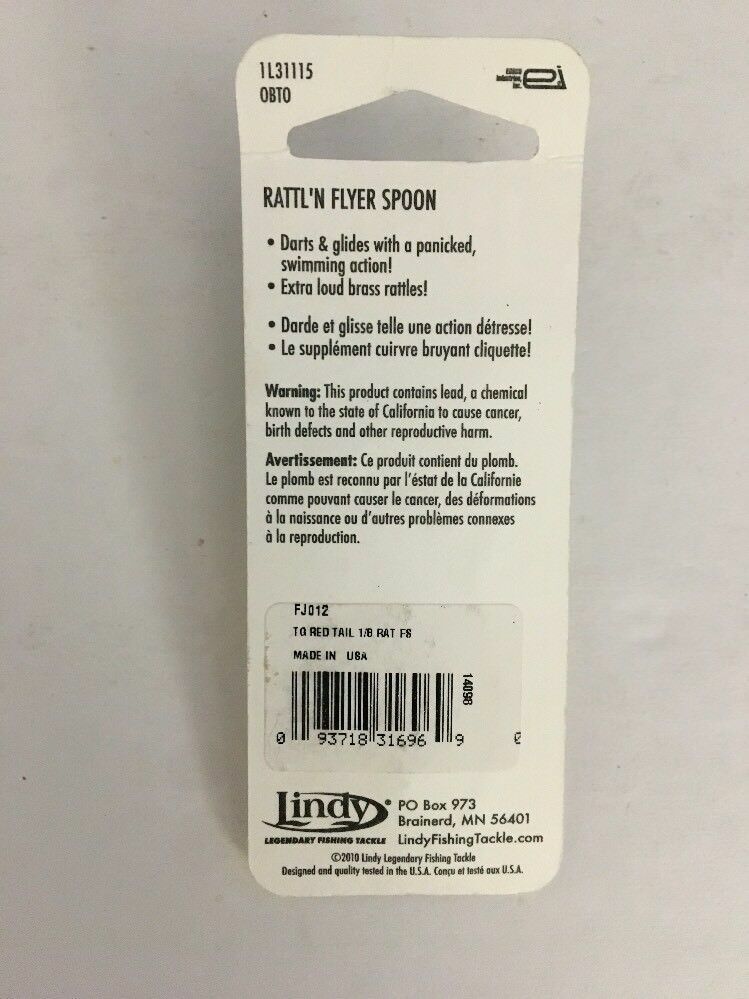 1L31115
OBTO
ei
RATTL'N FLYER SPOON
• Darts & glides with a panicked,
swimming action!
• Extra loud brass rattles!
• Darde et glisse telle une action détresse!
• Le supplément cuirvre bruyant cliquette!
Warning: This product contains lead, a chemical
known to the state of California to cause cancer,
birth defects and other reproductive harm.
Avertissement: Ce produit contient du plomb.
Le plomb est reconnu par l'éstat de la Californie
comme pouvant causer le cancer, des déformations
à la naissance ou d'autres problèmes connexes
à la reproduction.
FJ012
TG RED TAIL 1/8 RAT FS
MADE IN USA
14098
0 93718 31696 9
Lindy®
LEGENDARY FISHING TACKLE
PO Box 973
Brainerd, MN 56401
LindyFishingTackle.com
©2010 Lindy Legendary Fishing Tackle
Designed and quality tested in the U.S.A. Conçu et testé aux U.S.A.